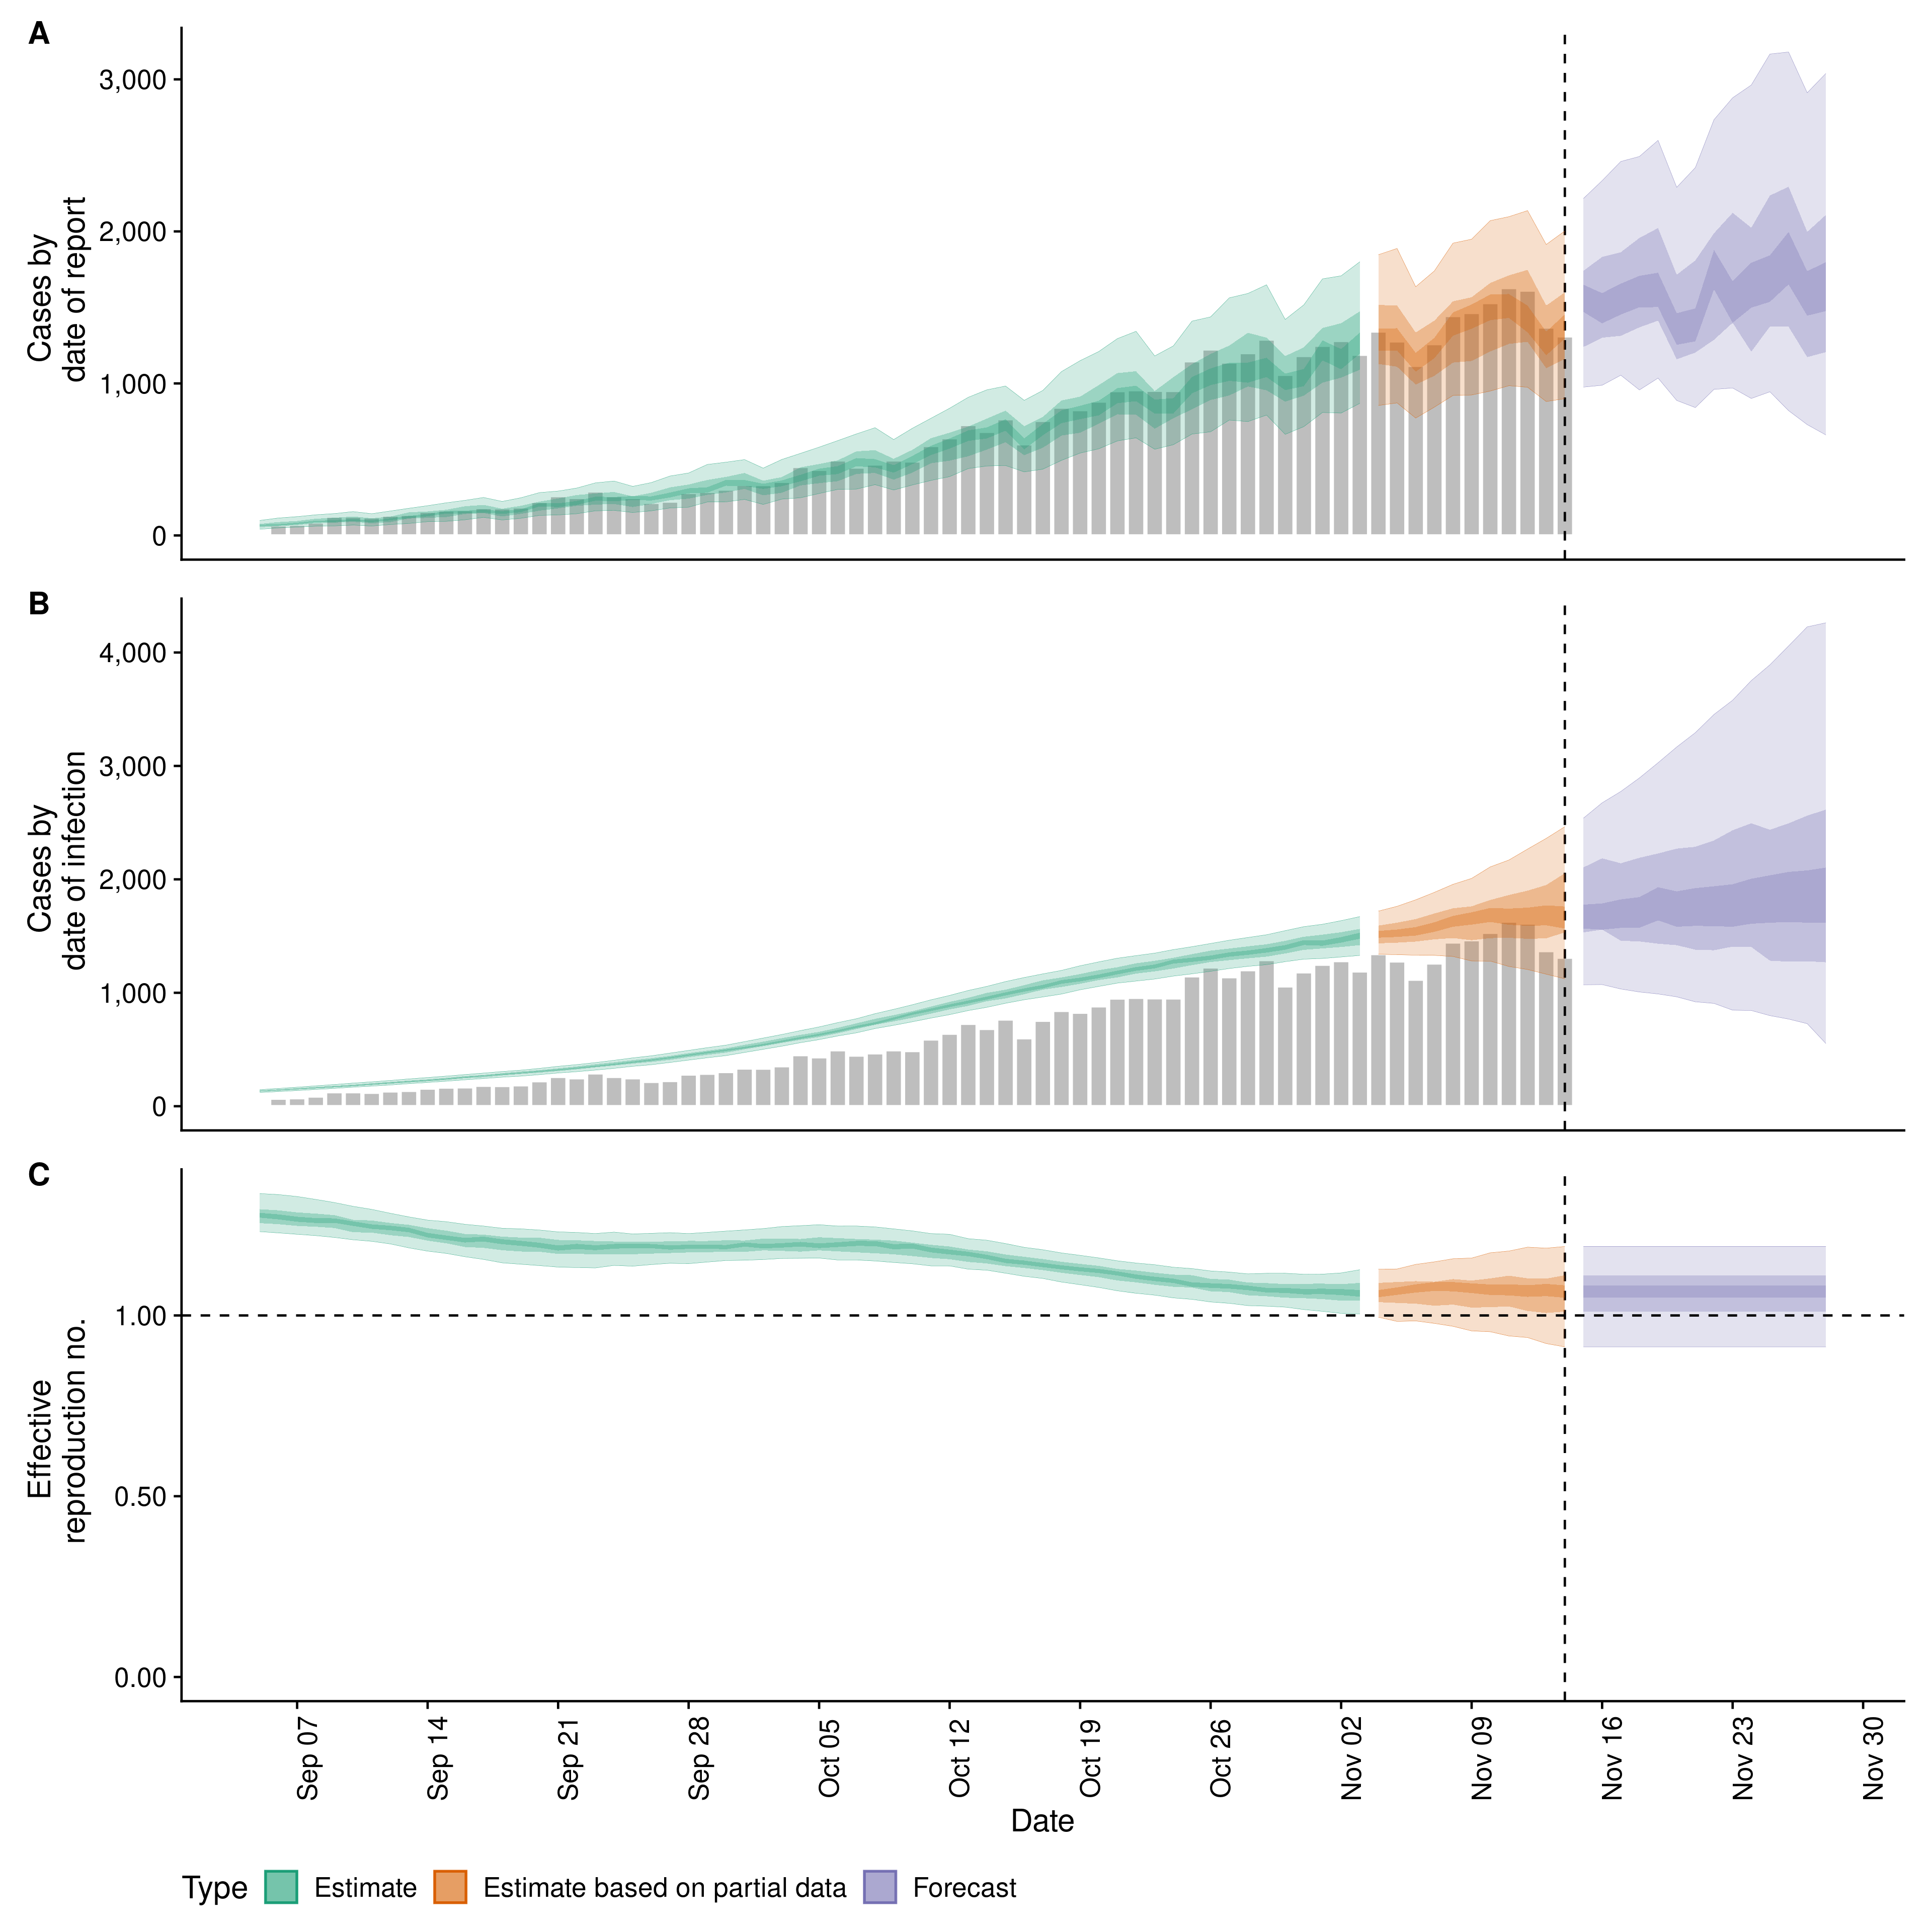 A
3,000
2,000
1,000
0
Cases by
date of report
B
4,000
3,000
2,000
1,000
0
Cases by
date of infection
C
1.00
0.50
0.00
Effective
reproduction no.
Sep 07
Sep 14
Sep 21
Sep 28
Oct 05
Oct 12
Oct 19
Oct 26
Nov 02
Nov 09
Nov 16
Nov 23
Nov 30
Date
Type Estimate Estimate based on partial data Forecast